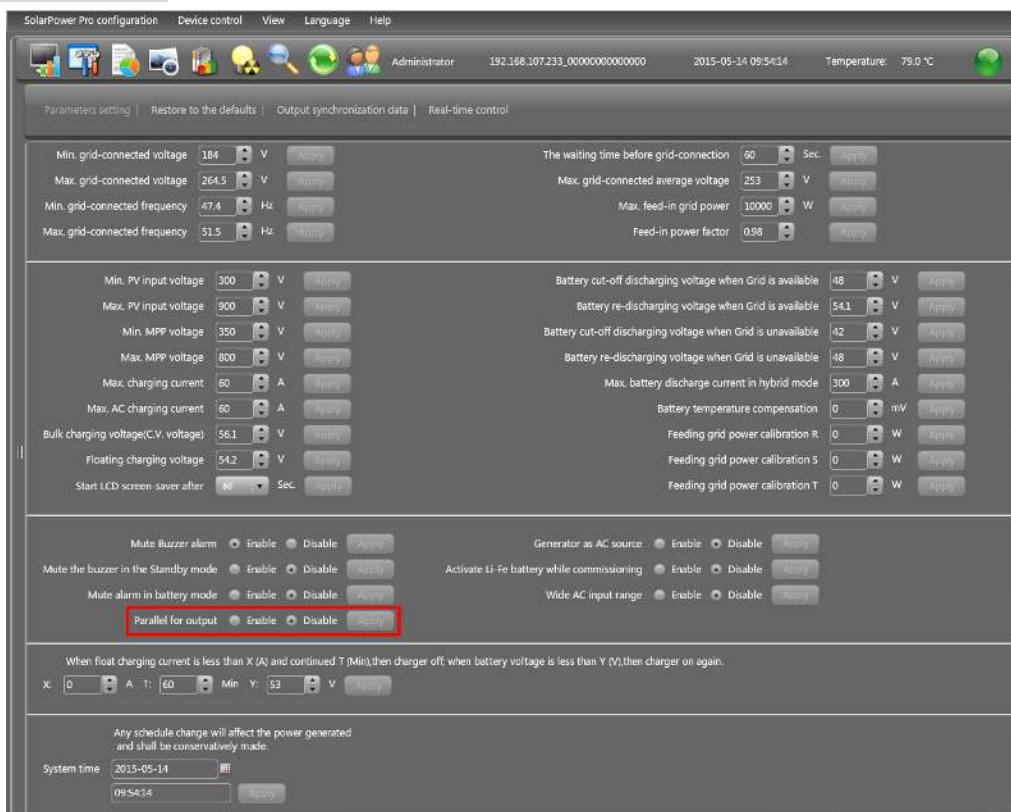 SolarPower Pro configuration Device control View Language Help
Administrator 192.168.107.233_00000000000000 2015-05-14 09:54:14 Temperature: 79.0 °C
Parameters setting | Restore to the defaults | Output synchronization data | Real-time control
Min. grid-connected voltage 184 V Apply The waiting time before grid-connection 60 Sec. Apply
Max. grid-connected voltage 264.5 V Apply Max. grid-connected average voltage 253 V Apply
Min. grid-connected frequency 47.4 Hz Apply Max. feed-in grid power 10000 W Apply
Max. grid-connected frequency 51.5 Hz Apply Feed-in power factor 0.98 Apply
Min. PV input voltage 300 V Apply Battery cut-off discharging voltage when Grid is available 48 V Apply
Max. PV input voltage 900 V Apply Battery re-discharging voltage when Grid is available 54.1 V Apply
Min. MPP voltage 350 V Apply Battery cut-off discharging voltage when Grid is unavailable 42 V Apply
Max. MPP voltage 800 V Apply Battery re-discharging voltage when Grid is unavailable 48 V Apply
Max. charging current 60 A Apply Max. battery discharge current in hybrid mode 300 A Apply
Max. AC charging current 60 A Apply Battery temperature compensation 0 mV Apply
Bulk charging voltage(C.V. voltage) 56.1 V Apply Feeding grid power calibration R 0 W Apply
Floating charging voltage 54.2 V Apply Feeding grid power calibration S 0 W Apply
Start LCD screen-saver after 60 Sec. Apply Feeding grid power calibration T 0 W Apply
Mute Buzzer alarm Enable Disable Apply Generator as AC source Enable Disable Apply
Mute the buzzer in the Standby mode Enable Disable Apply Activate Li-Fe battery while commissioning Enable Disable Apply
Mute alarm in battery mode Enable Disable Apply Wide AC input range Enable Disable Apply
Parallel for output Enable Disable Apply
When float charging current is less than X (A) and continued T (Min),then charger off, when battery voltage is less than Y (V),then charger on again.
X: 0 A T: 60 Min Y: 53 V Apply
Any schedule change will affect the power generated
and shall be conservatively made.
System time 2015-05-14
09:54:14 Apply